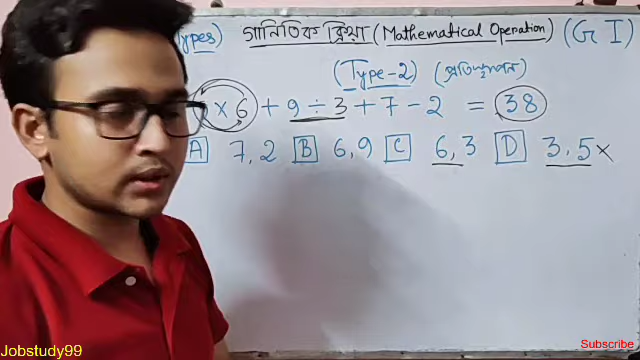 Types) গানিতিক ক্রিয়া (Mathematical Operation) (G I)
(Type-2) (প্রতিস্থাপন)
× 6 + 9 ÷ 3 + 7 - 2 = 38
A 7, 2 B 6, 9 C 6, 3 D 3, 5 ×
Jobstudy99
Subscribe